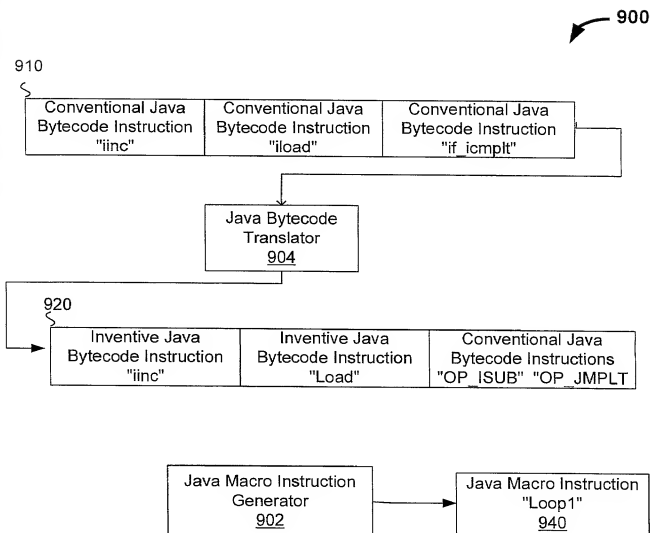 900
910
Conventional Java Bytecode Instruction "iinc"
Conventional Java Bytecode Instruction "iload"
Conventional Java Bytecode Instruction "if_icmplt"
Java Bytecode
Translator
904
920
Inventive Java Bytecode Instruction "iinc"
Inventive Java Bytecode Instruction "Load"
Conventional Java Bytecode Instructions "OP_ISUB" "OP_JMPLT
Java Macro Instruction
Generator
902
Java Macro Instruction
"Loop1"
940